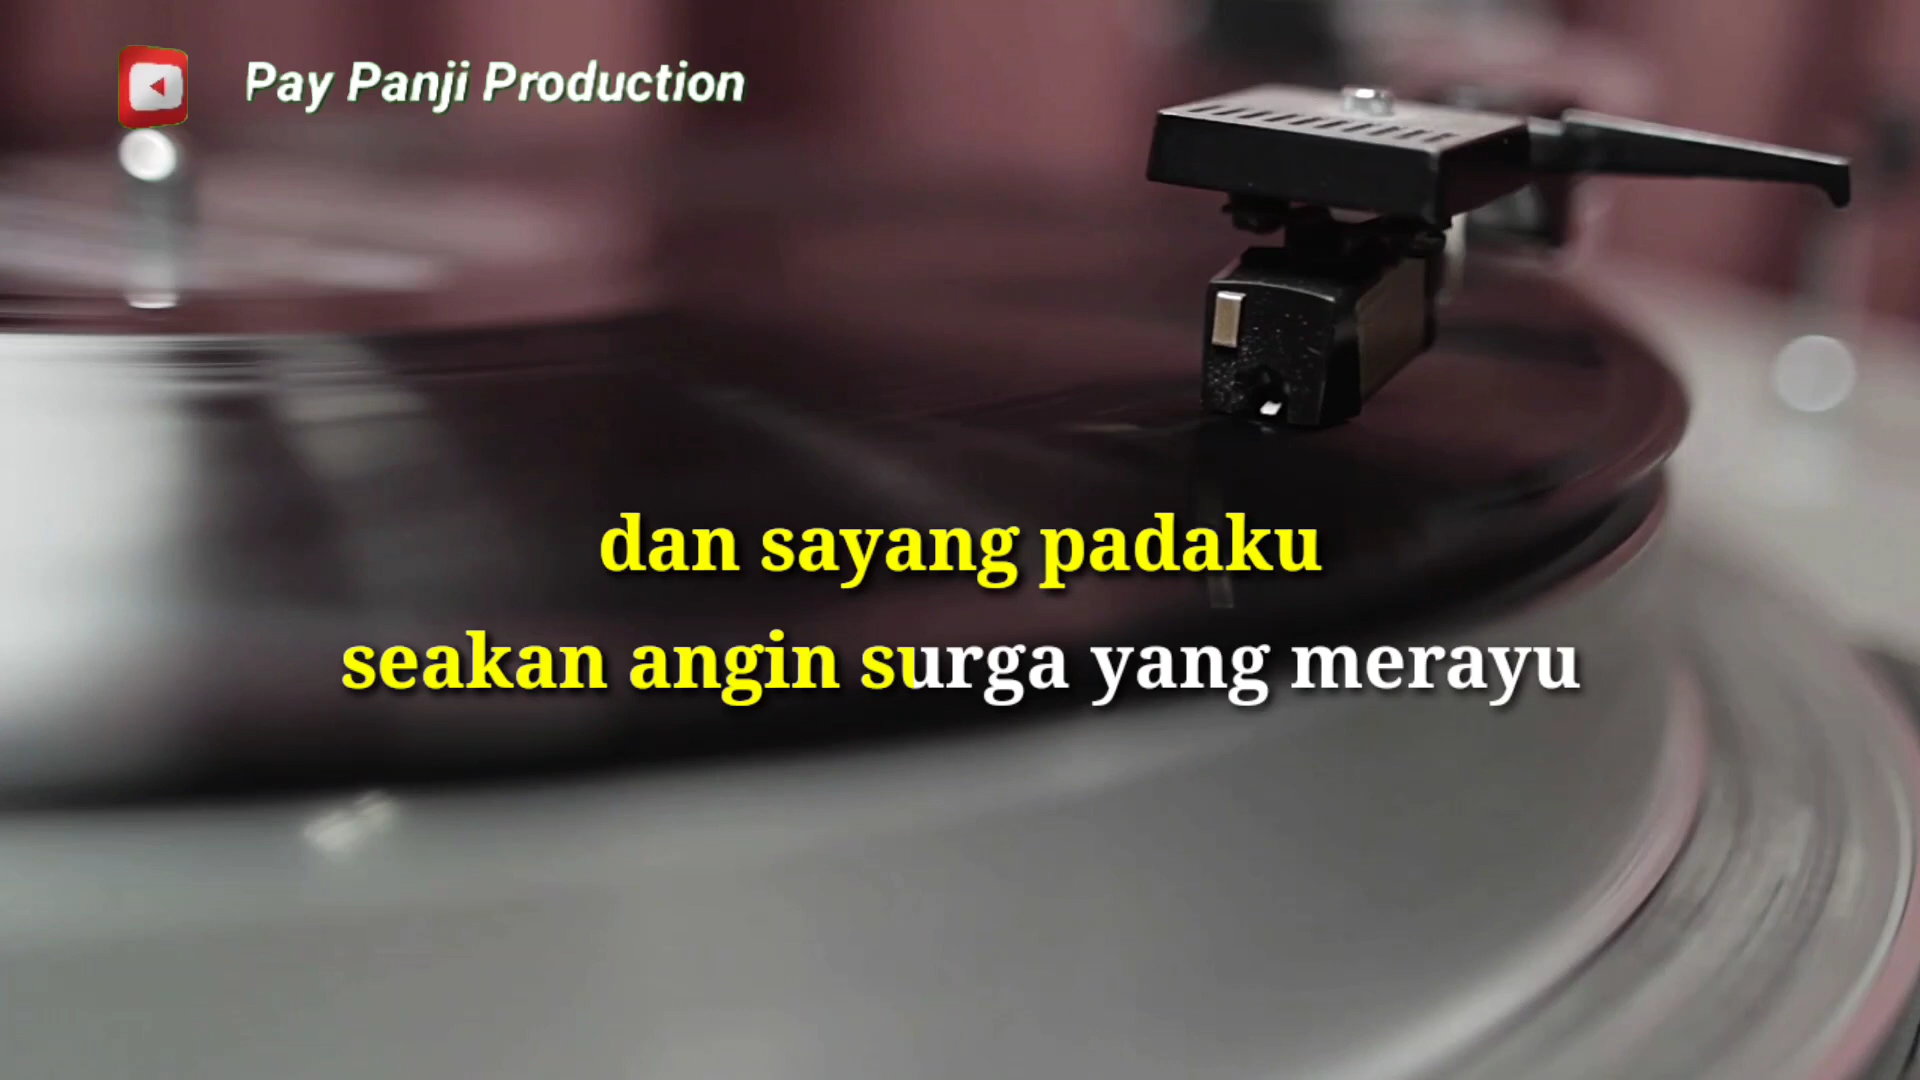 Pay Panji Production
dan sayang padaku
seakan angin surga yang merayu